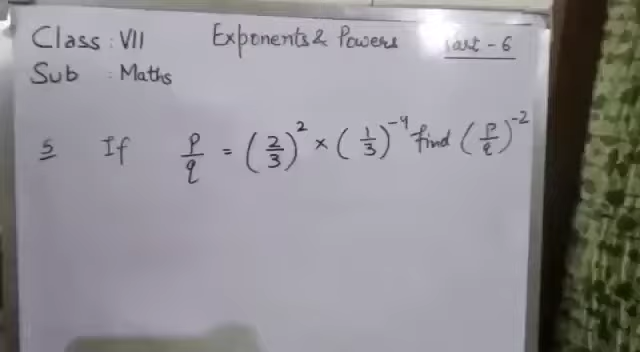 Class : VII Exponents & Powers Part - 6
Sub : Maths
5 If p/q = (2/3)^2 × (1/3)^-4 find (p/q)^-2